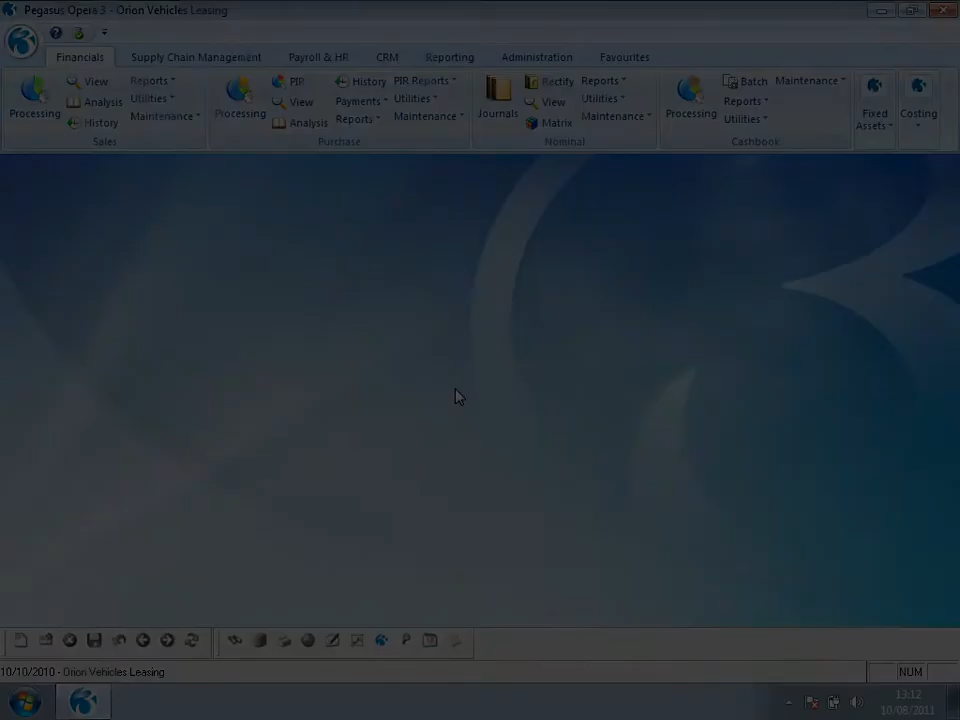 Pegasus Opera 3 - Orion Vehicles Leasing
Financials Supply Chain Management Payroll & HR CRM Reporting Administration Favourites
Processing
View
Analysis
History
Reports
Utilities
Maintenance
Sales
Processing
PIR
View
Analysis
History
Payments
Reports
PIR Reports
Utilities
Maintenance
Purchase
Journals
Rectify
View
Matrix
Reports
Utilities
Maintenance
Nominal
Processing
Batch
Reports
Utilities
Maintenance
Cashbook
Fixed
Assets
Costing
10/10/2010 - Orion Vehicles Leasing
NUM
13:12
10/08/2011